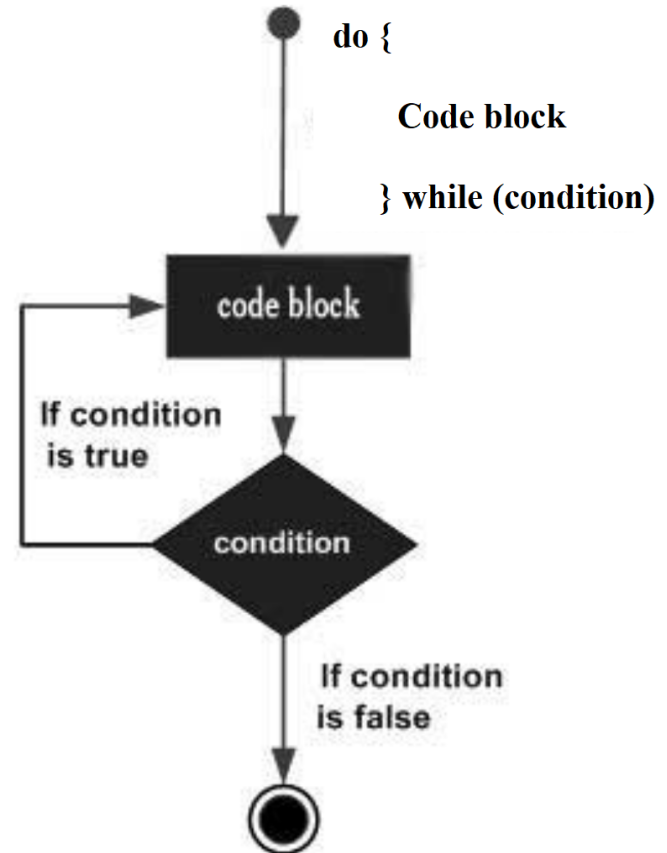 do {
Code block
} while (condition)
code block
If condition
is true
condition
If condition
is false